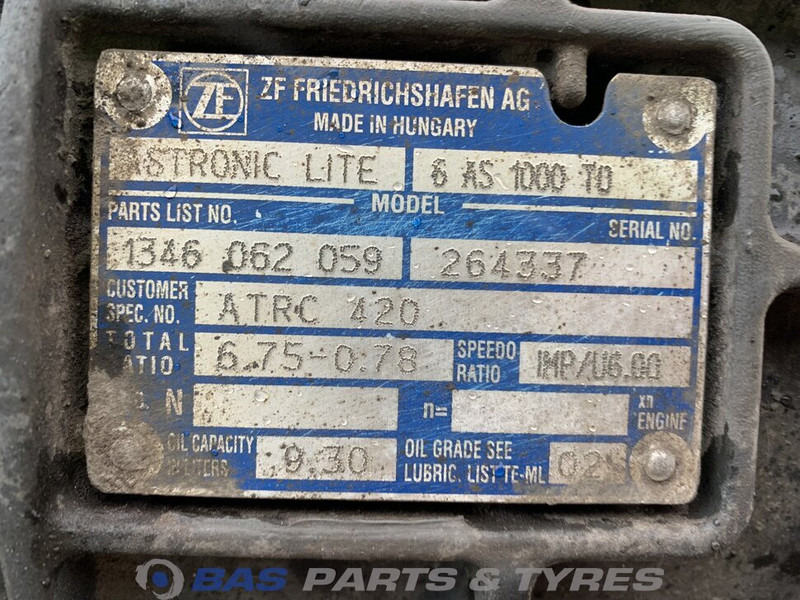 ZF
ZF FRIEDRICHSHAFEN AG
MADE IN HUNGARY
ASTRONIC LITE 6 AS 1000 TO
PARTS LIST NO. MODEL SERIAL NO.
1346 062 059 264337
CUSTOMER
SPEC. NO. ATRC 420
TOTAL
RATIO 6.75-0.78 SPEEDO
RATIO IMP/U6.00
N n= xn
ENGINE
OIL CAPACITY
IN LITERS 9.30 OIL GRADE SEE
LUBRIC. LIST TE-ML 02
BAS PARTS & TYRES